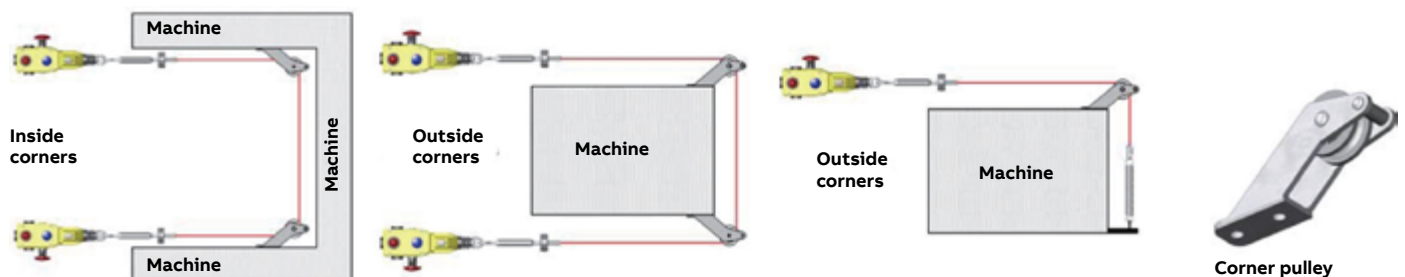 Machine
Inside
corners
Machine
Machine
Outside
corners
Machine
Outside
corners
Machine
Corner pulley